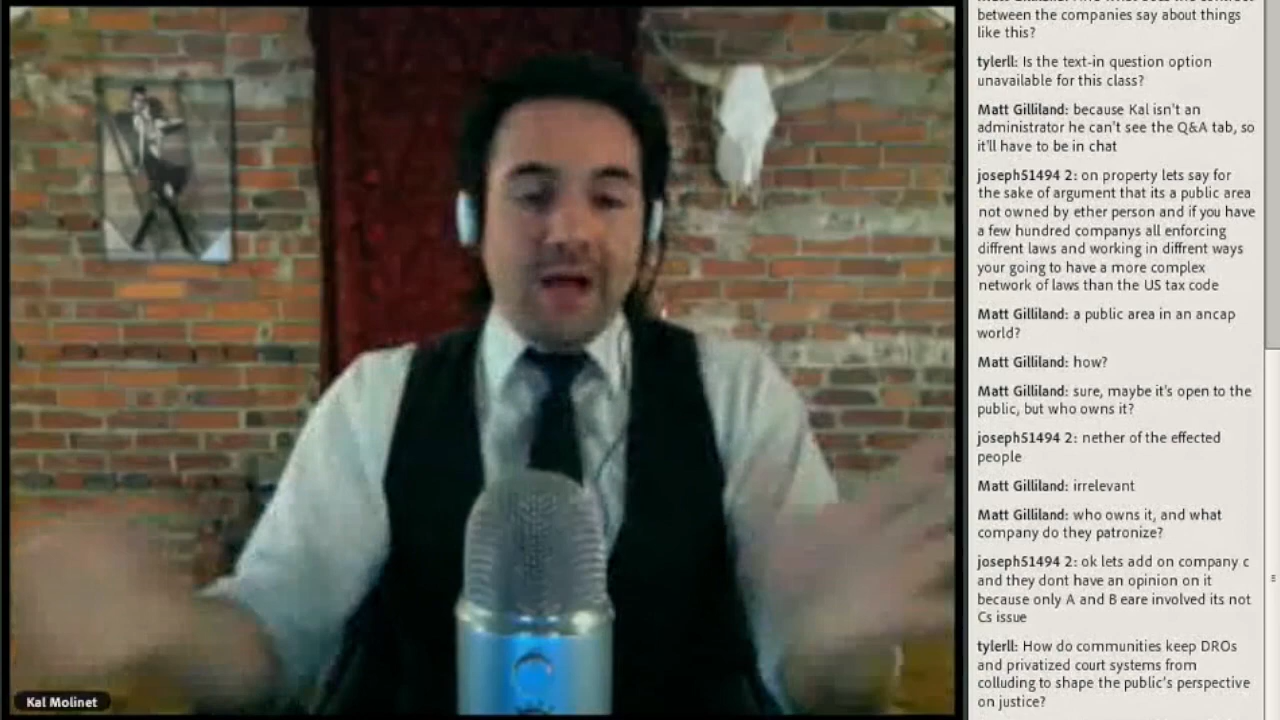 between the companies say about things
like this?
tylerll: Is the text-in question option
unavailable for this class?
Matt Gilliland: because Kal isn't an
administrator he can't see the Q&A tab, so
it'll have to be in chat
joseph51494 2: on property lets say for
the sake of argument that its a public area
not owned by ether person and if you have
a few hundred companys all enforcing
diffrent laws and working in diffrent ways
your going to have a more complex
network of laws than the US tax code
Matt Gilliland: a public area in an ancap
world?
Matt Gilliland: how?
Matt Gilliland: sure, maybe it's open to the
public, but who owns it?
joseph51494 2: nether of the effected
people
Matt Gilliland: irrelevant
Matt Gilliland: who owns it, and what
company do they patronize?
joseph51494 2: ok lets add on company c
and they dont have an opinion on it
because only A and B eare involved its not
Cs issue
tylerll: How do communities keep DROs
and privatized court systems from
colluding to shape the public's perspective
on justice?
Kal Molinet